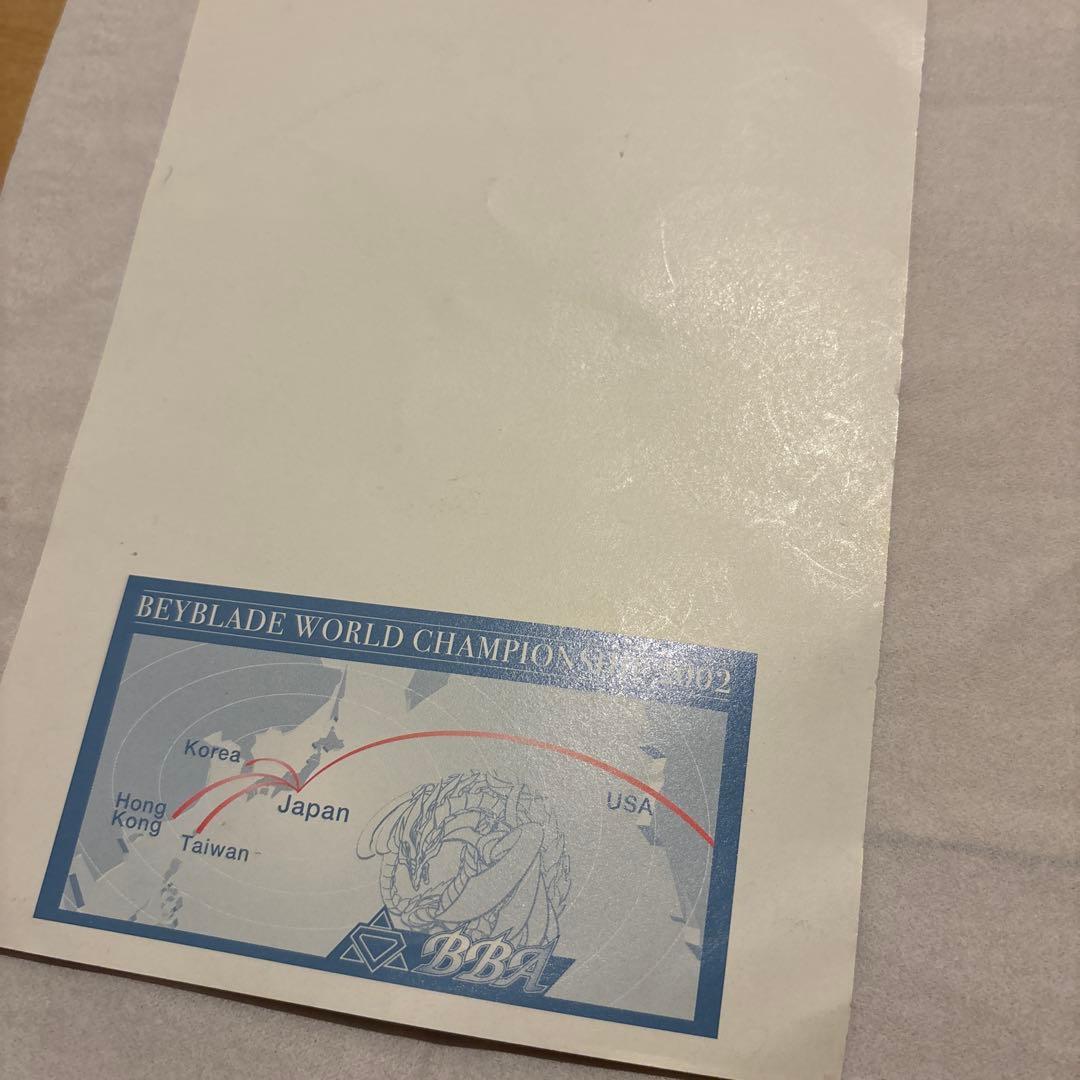 BEYBLADE WORLD CHAMPIONSHIP 2002
Korea
Hong
Kong
Japan
Taiwan
USA
BBA